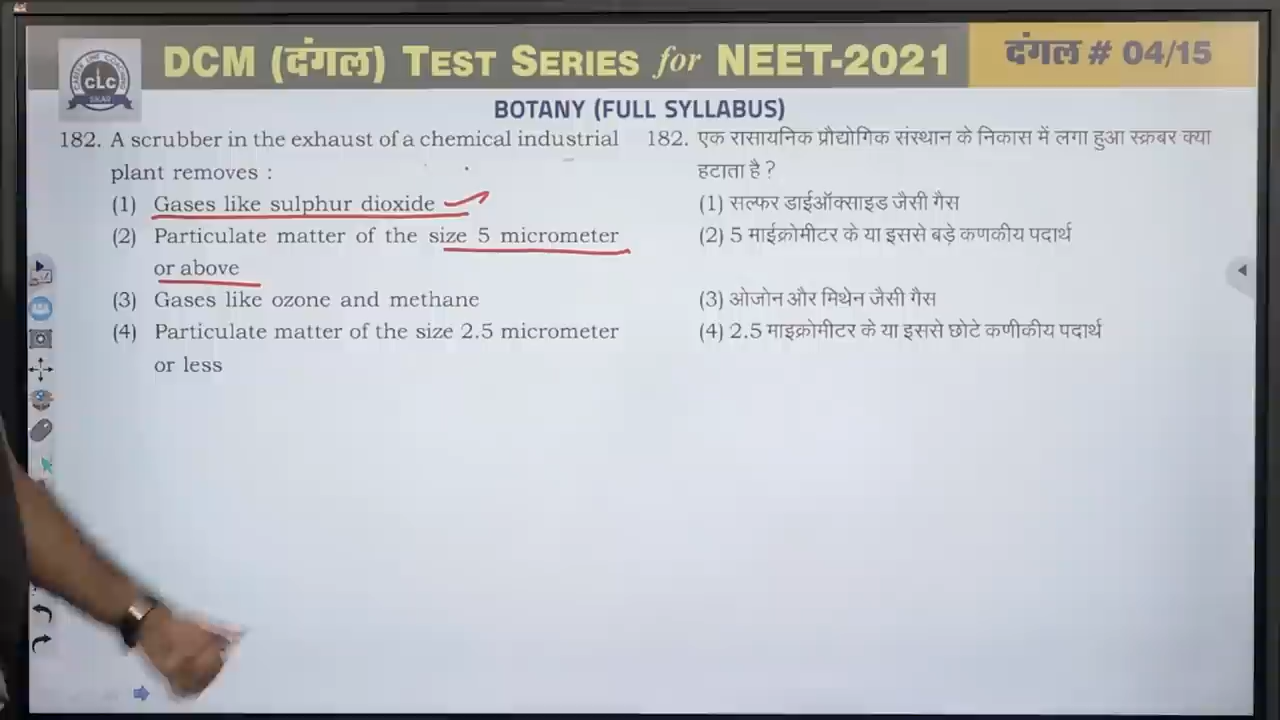 DCM (दंगल) TEST SERIES for NEET-2021
दंगल # 04/15
CLC
SIKAR
BOTANY (FULL SYLLABUS)
182. A scrubber in the exhaust of a chemical industrial
plant removes :
(1) Gases like sulphur dioxide
(2) Particulate matter of the size 5 micrometer
or above
(3) Gases like ozone and methane
(4) Particulate matter of the size 2.5 micrometer
or less
182. एक रासायनिक प्रौद्योगिक संस्थान के निकास में लगा हुआ स्क्रबर क्या
हटाता है ?
(1) सल्फर डाईऑक्साइड जैसी गैस
(2) 5 माईक्रोमीटर के या इससे बड़े कणकीय पदार्थ
(3) ओजोन और मिथेन जैसी गैस
(4) 2.5 माइक्रोमीटर के या इससे छोटे कणीकीय पदार्थ